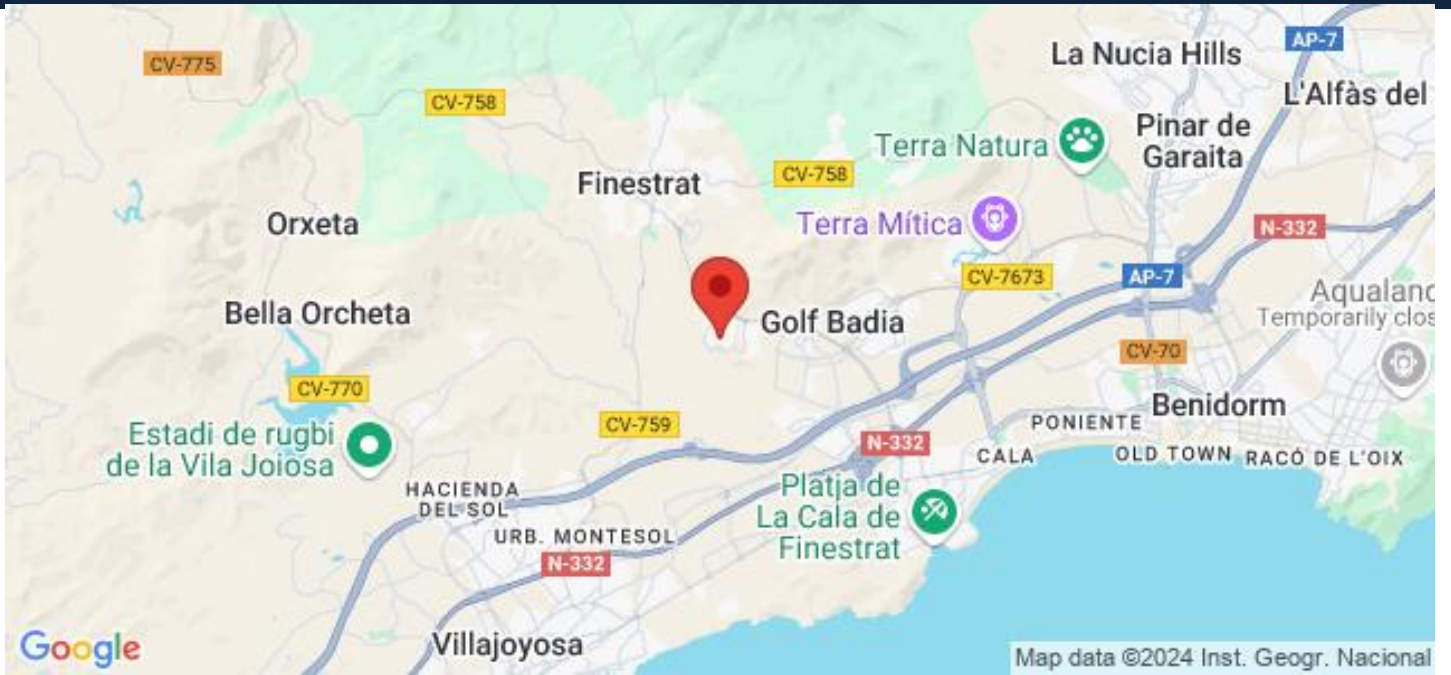 La Nucia Hills
AP-7
CV-775
CV-758
L'Alfàs del
Terra Natura
Pinar de
Garaita
Finestrat
CV-758
Orxeta
Terra Mítica
N-332
CV-7673
AP-7
Aqualand
Temporarily clos
Bella Orcheta
Golf Badia
CV-770
CV-70
Benidorm
CV-759
PONIENTE
Estadi de rugbi
de la Vila Joiosa
N-332
CALA
OLD TOWN
RACÓ DE L'OIX
HACIENDA
DEL SOL
Platja de
La Cala de
Finestrat
URB. MONTESOL
N-332
Villajoyosa
Google
Map data ©2024 Inst. Geogr. Nacional